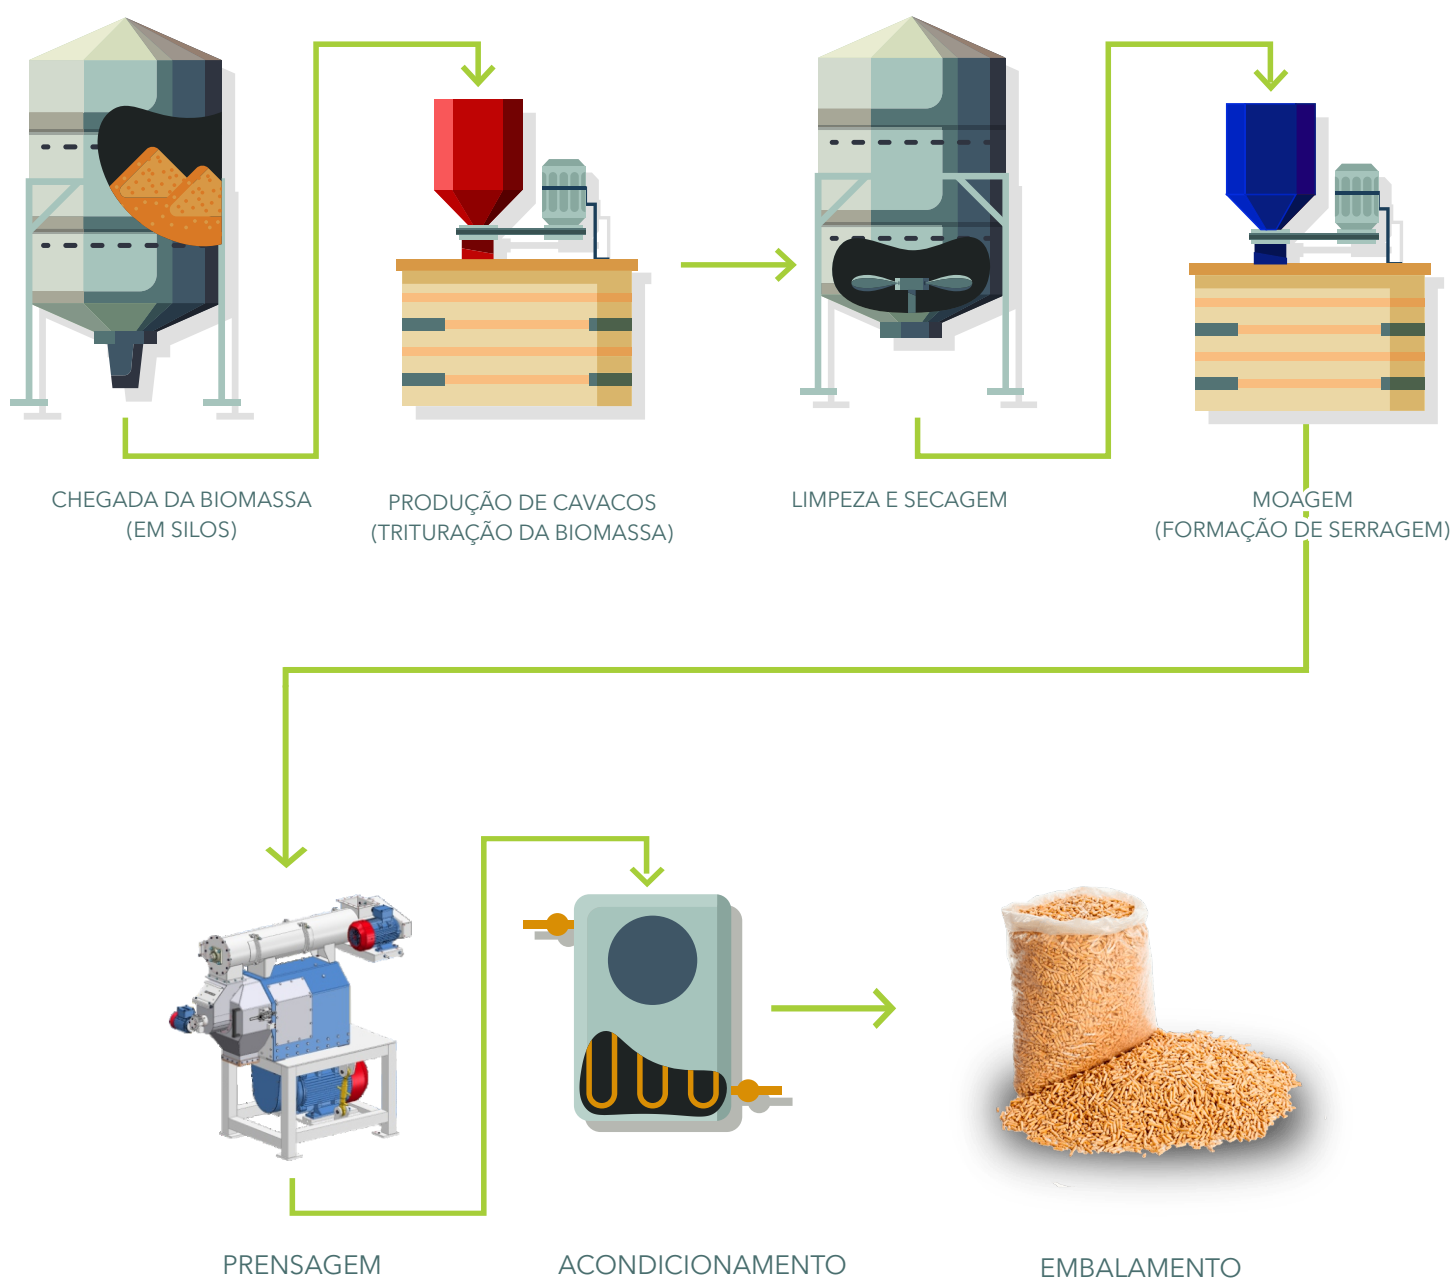 CHEGADA DA BIOMASSA
(EM SILOS)
PRODUÇÃO DE CAVACOS
(TRITURAÇÃO DA BIOMASSA)
LIMPEZA E SECAGEM
MOAGEM
(FORMAÇÃO DE SERRAGEM)
PRENSAGEM
ACONDICIONAMENTO
EMBALAMENTO